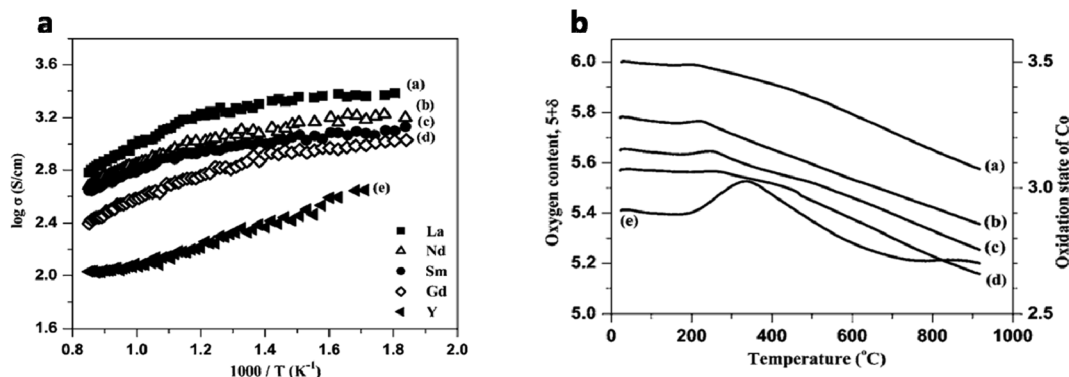 a
3.6
3.2
2.8
2.4
2.0
1.6
log σ (S/cm)
(a)
(b)
(c)
(d)
(e)
La
Nd
Sm
Gd
Y
0.8 1.0 1.2 1.4 1.6 1.8 2.0
1000 / T (K⁻¹)
b
6.0
5.8
5.6
5.4
5.2
5.0
Oxygen content, 5+δ
(a)
(b)
(c)
(d)
(e)
3.5
3.0
2.5
Oxidation state of Co
0 200 400 600 800 1000
Temperature (°C)